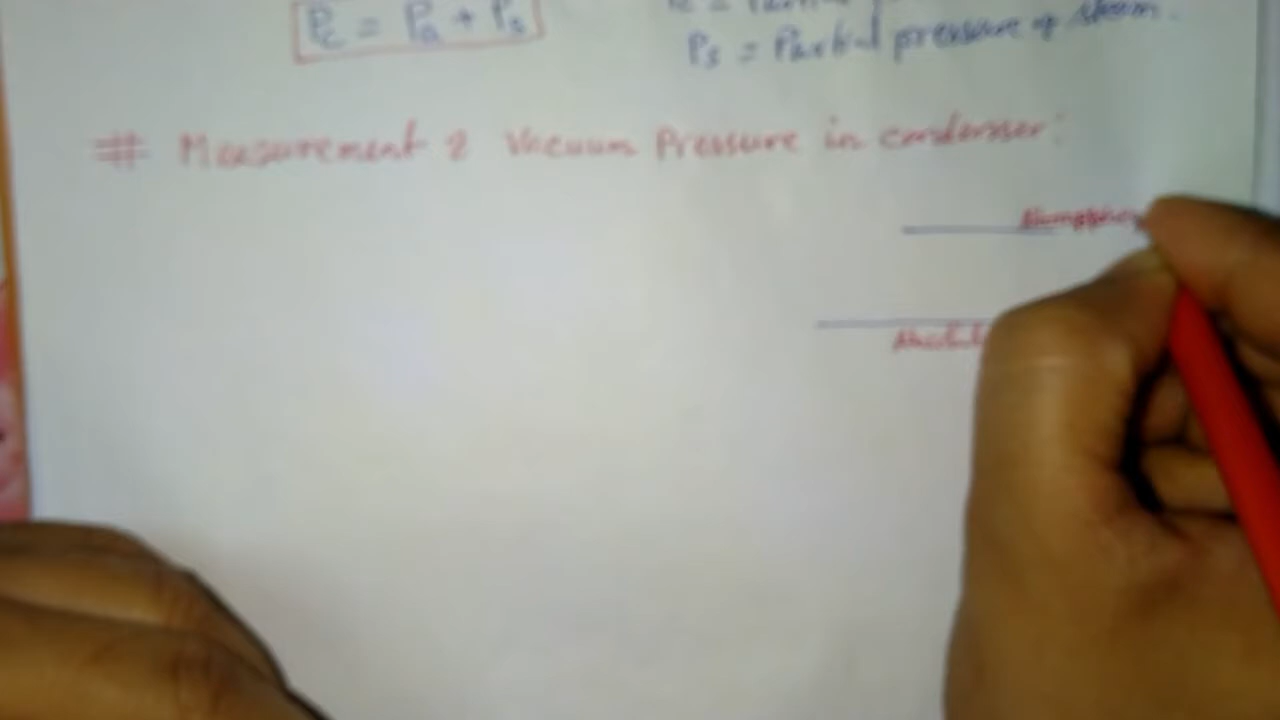 Pc = Pa + Ps
Ps = Partial pressure of steam.
# Measurement of Vacuum Pressure in condenser: